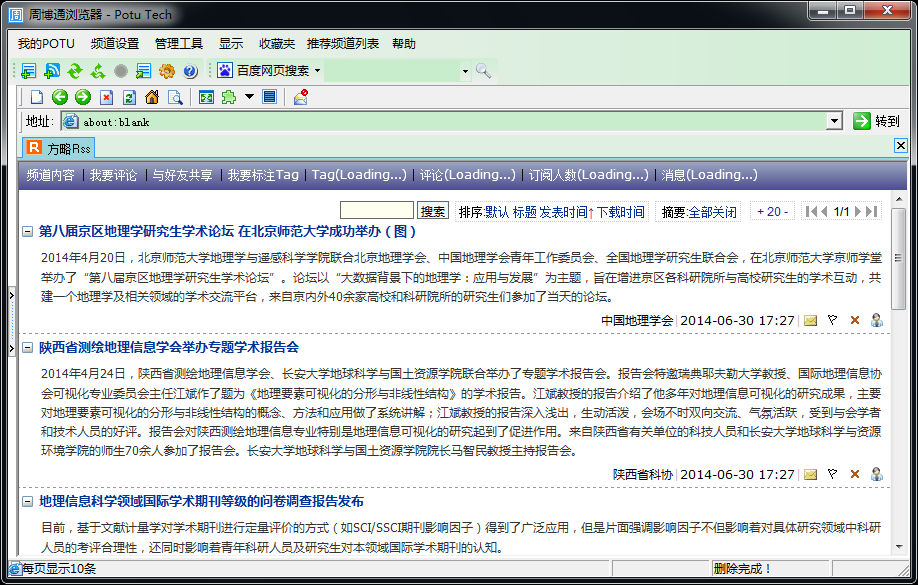 周博通浏览器 - Potu Tech
我的POTU 频道设置 管理工具 显示 收藏夹 推荐频道列表 帮助
百度网页搜索
地址: about:blank 转到
方略Rss
频道内容 | 我要评论 | 与好友共享 | 我要标注Tag | Tag(Loading...) | 评论(Loading...) | 订阅人数(Loading...) | 消息(Loading...)
搜索 排序:默认 标题 发表时间↑ 下载时间 摘要:全部关闭 + 20 - 1/1
第八届京区地理学研究生学术论坛 在北京师范大学成功举办（图）
2014年4月20日，北京师范大学地理学与遥感科学学院联合北京地理学会、中国地理学会青年工作委员会、全国地理学研究生联合会，在北京师范大学京师学堂
举办了“第八届京区地理学研究生学术论坛”。论坛以“大数据背景下的地理学：应用与发展”为主题，旨在增进京区各科研院所与高校研究生的学术互动，共
建一个地理学及相关领域的学术交流平台，来自京内外40余家高校和科研院所的研究生们参加了当天的论坛。
中国地理学会 | 2014-06-30 17:27 |
陕西省测绘地理信息学会举办专题学术报告会
2014年4月24日，陕西省测绘地理信息学会、长安大学地球科学与国土资源学院联合举办了专题学术报告会。报告会特邀瑞典耶夫勒大学教授、国际地理信息协
会可视化专业委员会主任江斌作了题为《地理要素可视化的分形与非线性结构》的学术报告。江斌教授的报告介绍了他多年对地理信息可视化的研究成果，主要
对地理要素可视化的分形与非线性结构的概念、方法和应用做了系统讲解；江斌教授的报告深入浅出，生动活泼，会场不时双向交流、气氛活跃，受到与会学者
和技术人员的好评。报告会对陕西测绘地理信息专业特别是地理信息可视化的研究起到了促进作用。来自陕西省有关单位的科技人员和长安大学地球科学与资源
环境学院的师生70余人参加了报告会。长安大学地球科学与国土资源学院院长马智民教授主持报告会。
陕西省科协 | 2014-06-30 17:27 |
地理信息科学领域国际学术期刊等级的问卷调查报告发布
目前，基于文献计量学对学术期刊进行定量评价的方式（如SCI/SSCI期刊影响因子）得到了广泛应用，但是片面强调影响因子不但影响着对具体研究领域中科研
人员的考评合理性，还同时影响着青年科研人员及研究生对本领域国际学术期刊的认知。
每页显示10条 删除完成！